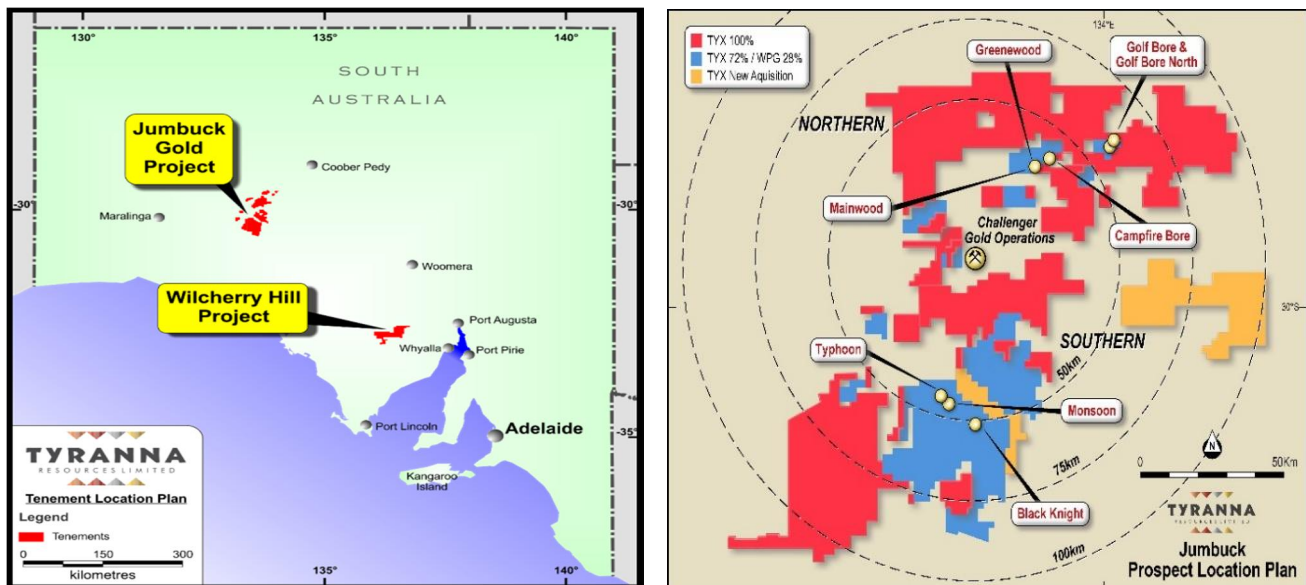 130°
135°
140°
SOUTH
AUSTRALIA
Jumbuck
Gold
Project
Coober Pedy
-30°
-30°
Maralinga
Woomera
Wilcherry Hill
Project
Port Augusta
Whyalla
Port Pirie
Port Lincoln
Adelaide
-35°
-35°
Kangaroo
Island
TYRANNA
RESOURCES LIMITED
Tenement Location Plan
Legend
Tenements
0 150 300
kilometres
130°
135°
140°
TYX 100%
TYX 72% / WPG 28%
TYX New Aquisition
134°E
Greenewood
Golf Bore &
Golf Bore North
NORTHERN
Mainwood
Challenger
Gold Operations
Campfire Bore
30°S
SOUTHERN
Typhoon
50km
Monsoon
75km
Black Knight
100km
N
0 50Km
TYRANNA
RESOURCES LIMITED
Jumbuck
Prospect Location Plan